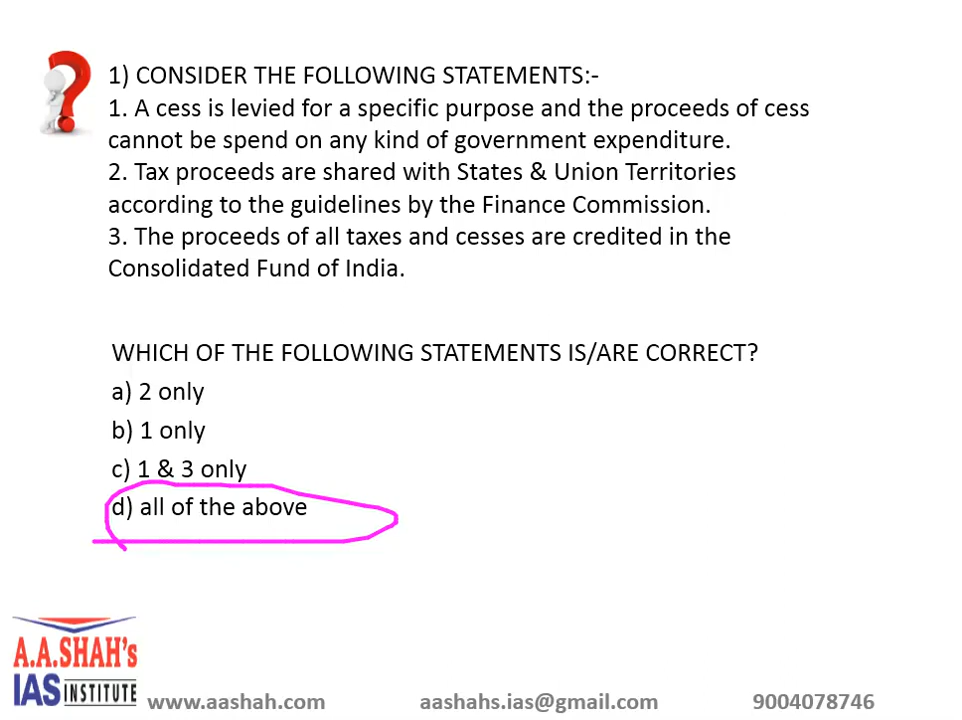 1) CONSIDER THE FOLLOWING STATEMENTS:-
1. A cess is levied for a specific purpose and the proceeds of cess
cannot be spend on any kind of government expenditure.
2. Tax proceeds are shared with States & Union Territories
according to the guidelines by the Finance Commission.
3. The proceeds of all taxes and cesses are credited in the
Consolidated Fund of India.
WHICH OF THE FOLLOWING STATEMENTS IS/ARE CORRECT?
a) 2 only
b) 1 only
c) 1 & 3 only
d) all of the above
A.A.SHAH's
IAS INSTITUTE
www.aashah.com aashahs.ias@gmail.com 9004078746